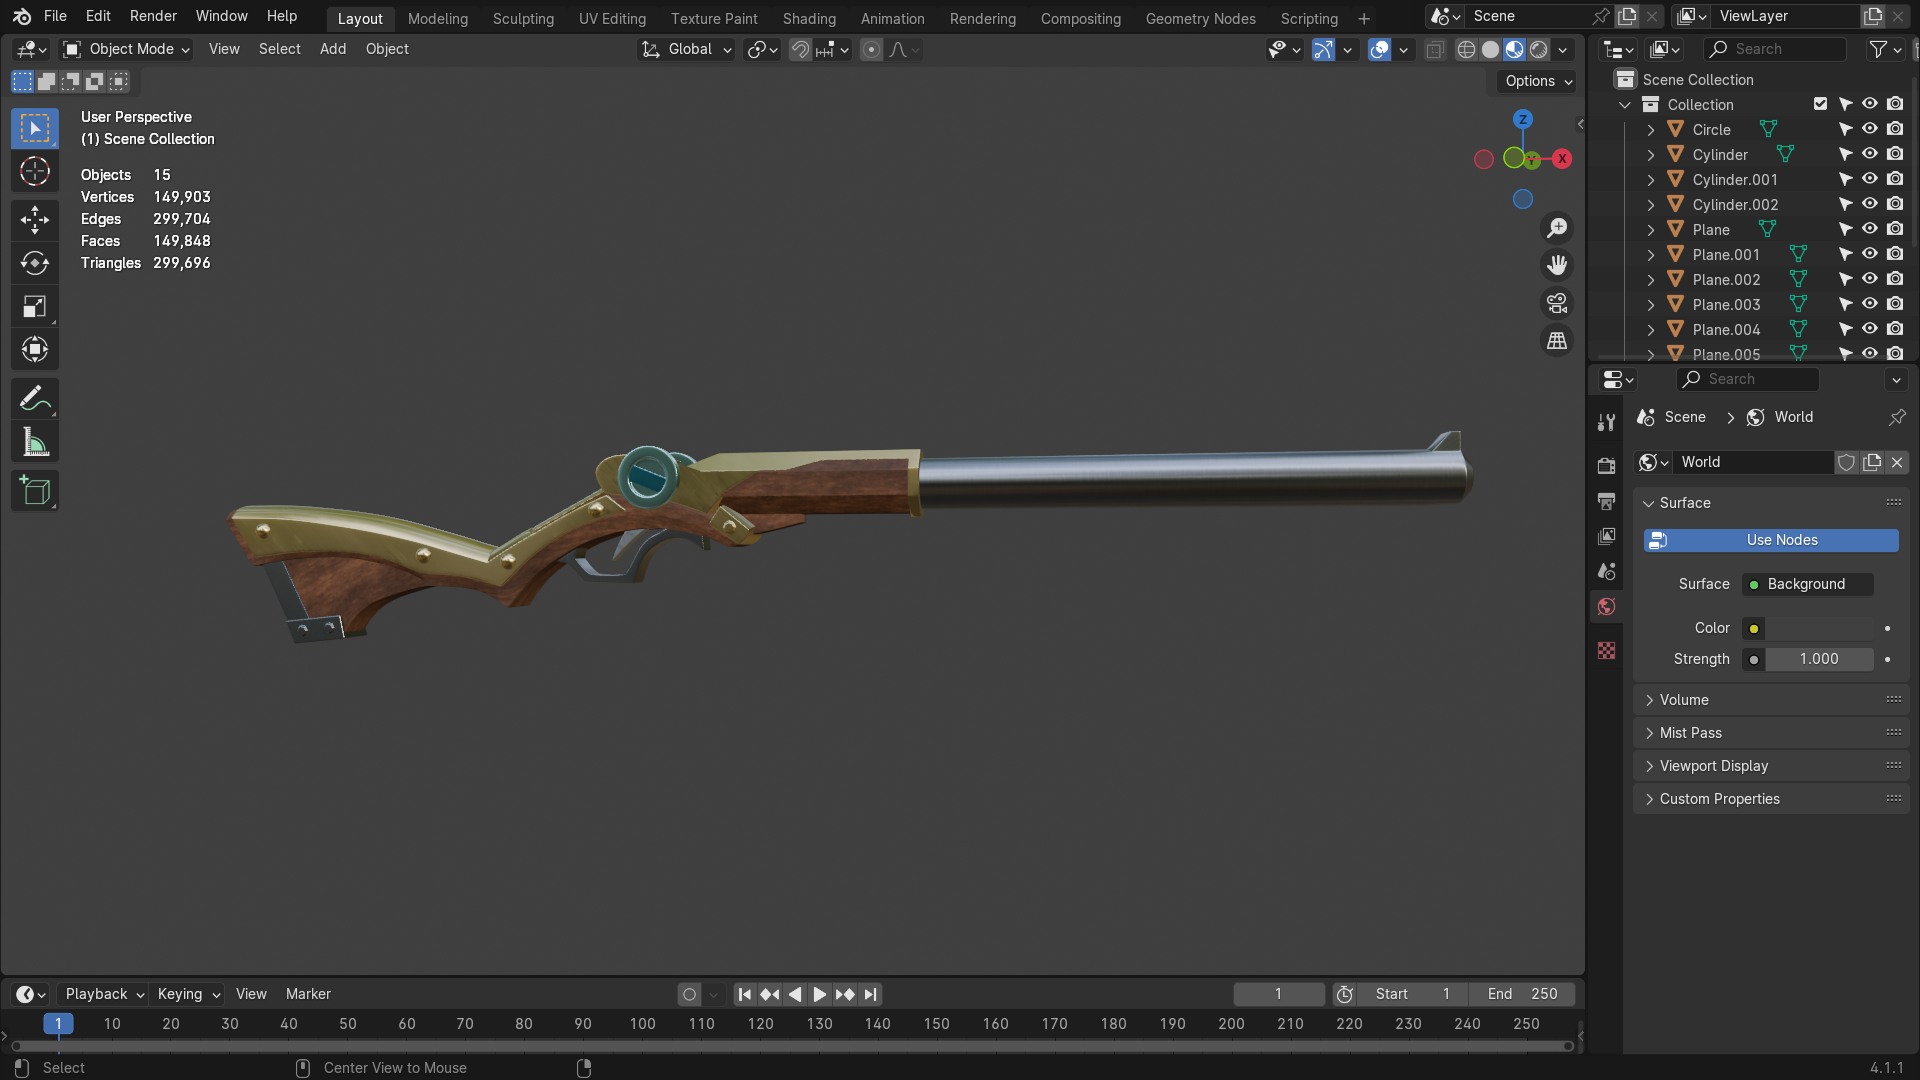 File Edit Render Window Help Layout Modeling Sculpting UV Editing Texture Paint Shading Animation Rendering Compositing Geometry Nodes Scripting Scene ViewLayer
Object Mode View Select Add Object Global Search
Options
User Perspective
(1) Scene Collection
Objects 15
Vertices 149,903
Edges 299,704
Faces 149,848
Triangles 299,696
Z
Y
X
Scene Collection
Collection
Circle
Cylinder
Cylinder.001
Cylinder.002
Plane
Plane.001
Plane.002
Plane.003
Plane.004
Plane.005
Search
Scene World
World
Surface
Use Nodes
Surface Background
Color
Strength 1.000
Volume
Mist Pass
Viewport Display
Custom Properties
Playback Keying View Marker 1 Start 1 End 250
1 10 20 30 40 50 60 70 80 90 100 110 120 130 140 150 160 170 180 190 200 210 220 230 240 250
Select Center View to Mouse 4.1.1